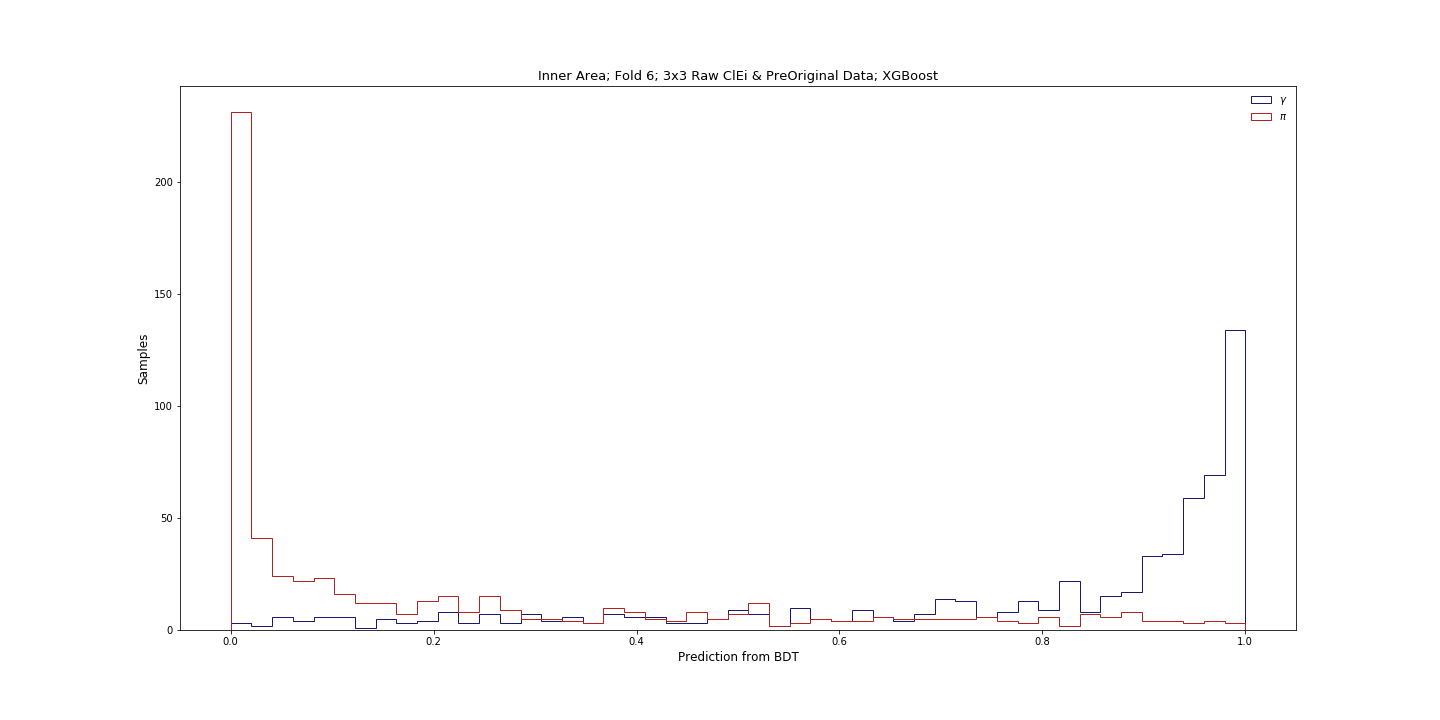 Inner Area; Fold 6; 3x3 Raw ClEi & PreOriginal Data; XGBoost
γ
π
Samples
200
150
100
50
0
0.0 0.2 0.4 0.6 0.8 1.0
Prediction from BDT